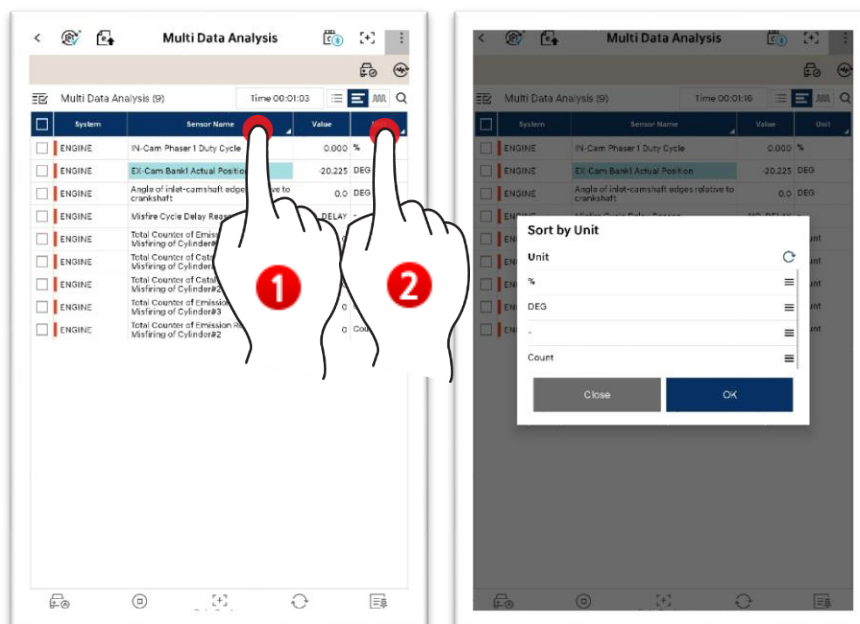 Multi Data Analysis
Multi Data Analysis (9)
Time 00:01:03
System Sensor Name Value
ENGINE IN-Cam Phaser 1 Duty Cycle 0.000 %
ENGINE EX-Cam Bank1 Actual Position -20.225 DEG
ENGINE Angle of inlet-camshaft edges relative to crankshaft 0.0 DEG
ENGINE Misfire Cycle Delay DELAY -
ENGINE Total Counter of
Misfiring of Cylinder
ENGINE Total Counter of
Misfiring of Cylinder
ENGINE Total Counter of
Misfiring of Cylinder#2
ENGINE Total Counter of Emission
Misfiring of Cylinder#3
ENGINE Total Counter of Emission 0
Misfiring of Cylinder#2
1
2
Multi Data Analysis
Multi Data Analysis (9)
Time 00:01:16
System Sensor Name Value Unit
ENGINE IN-Cam Phaser 1 Duty Cycle 0.000 %
ENGINE EX-Cam Bank1 Actual Position -20.225 DEG
ENGINE Angle of inlet-camshaft edges relative to crankshaft 0.0 DEG
Sort by Unit
Unit
%
DEG
-
Count
Close OK